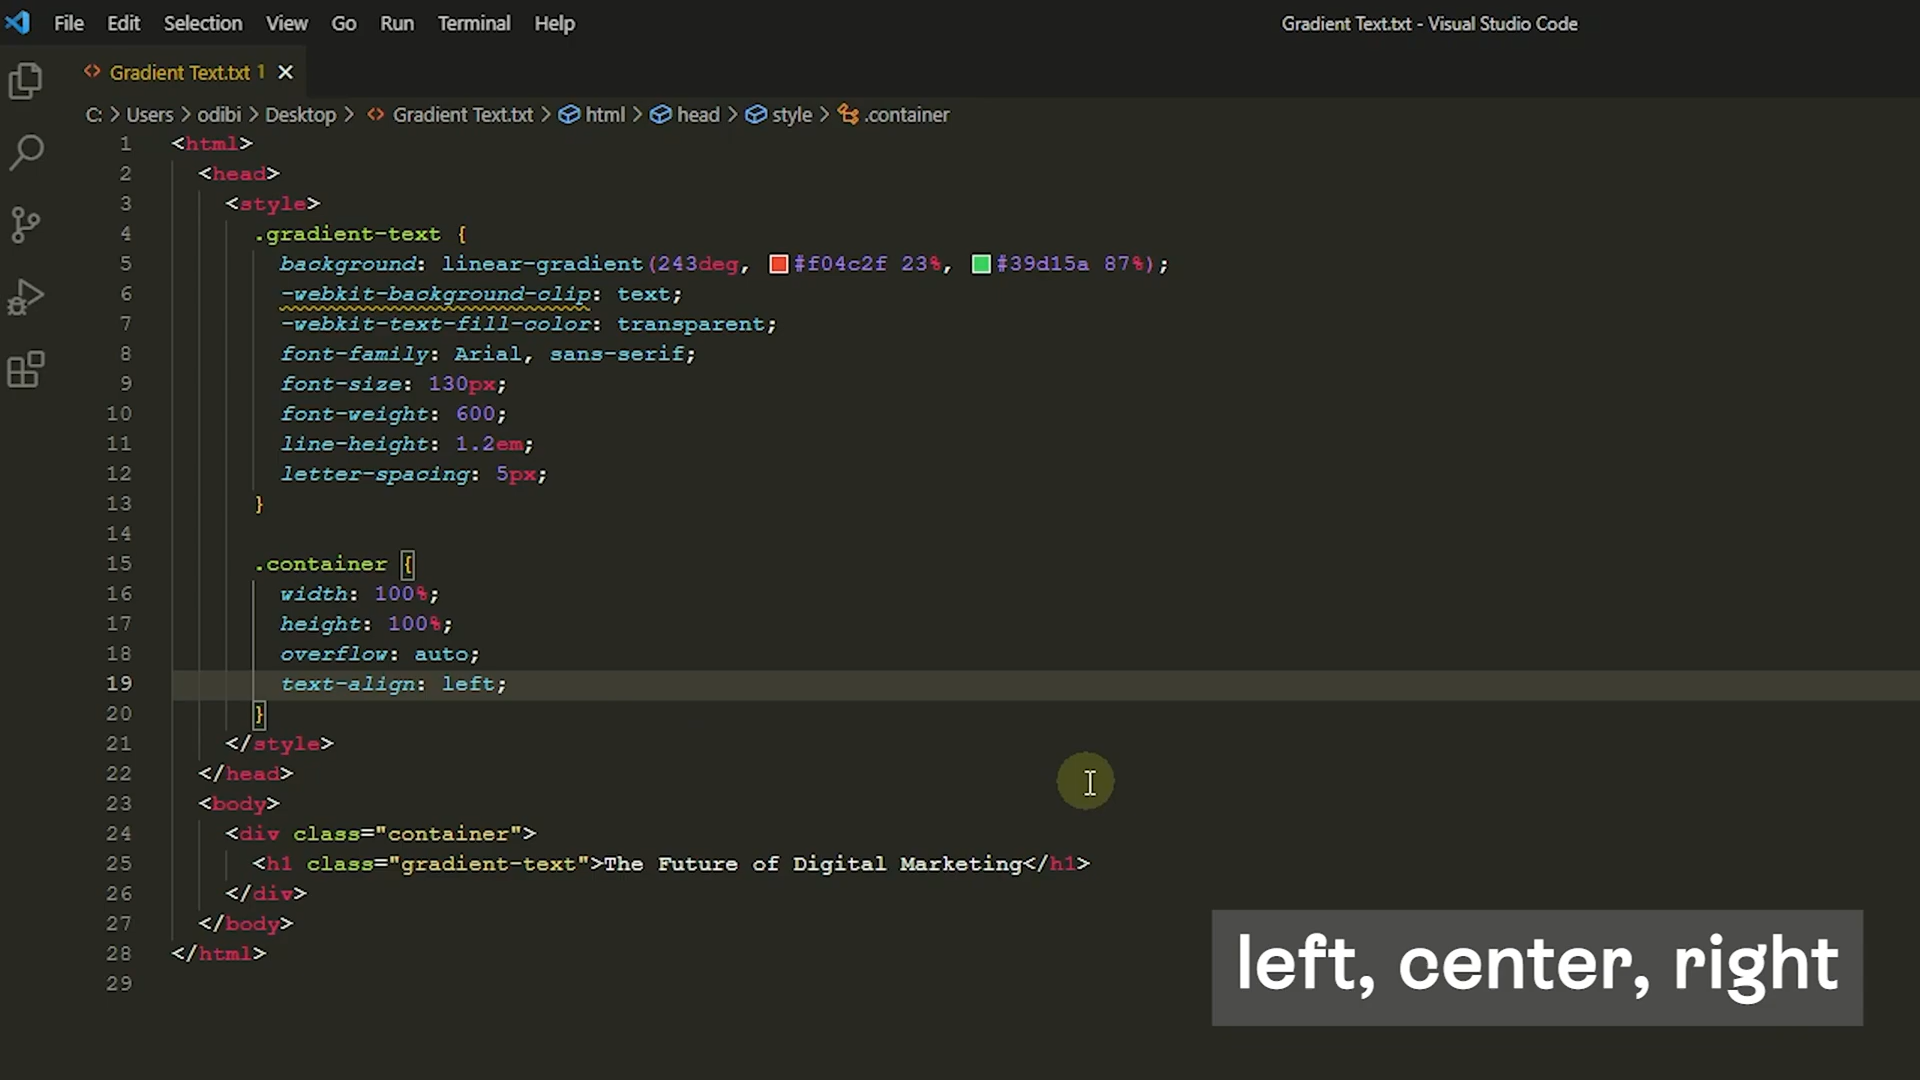 File Edit Selection View Go Run Terminal Help
Gradient Text.txt - Visual Studio Code
Gradient Text.txt 1
C: > Users > odibi > Desktop > Gradient Text.txt > html > head > style > .container
1 <html>
2 <head>
3 <style>
4 .gradient-text {
5 background: linear-gradient(243deg, #f04c2f 23%, #39d15a 87%);
6 -webkit-background-clip: text;
7 -webkit-text-fill-color: transparent;
8 font-family: Arial, sans-serif;
9 font-size: 130px;
10 font-weight: 600;
11 line-height: 1.2em;
12 letter-spacing: 5px;
13 }
14
15 .container {
16 width: 100%;
17 height: 100%;
18 overflow: auto;
19 text-align: left;
20 }
21 </style>
22 </head>
23 <body>
24 <div class="container">
25 <h1 class="gradient-text">The Future of Digital Marketing</h1>
26 </div>
27 </body>
28 </html>
29
left, center, right